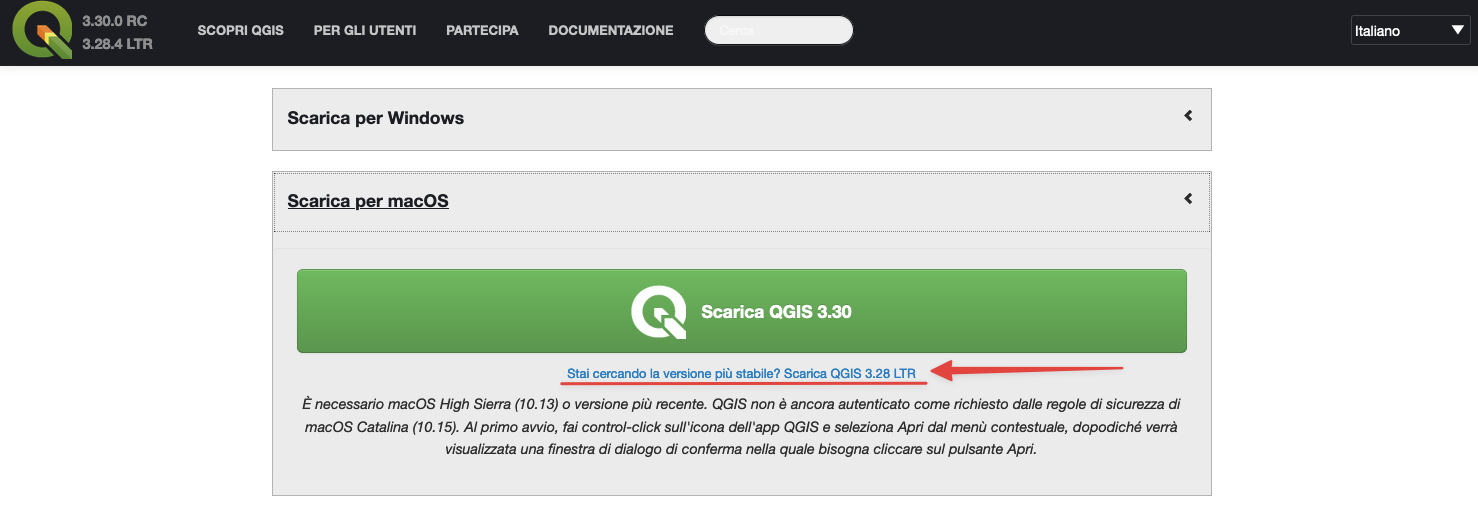 3.30.0 RC
3.28.4 LTR
SCOPRI QGIS
PER GLI UTENTI
PARTECIPA
DOCUMENTAZIONE
Cerca
Italiano
Scarica per Windows
Scarica per macOS
Scarica QGIS 3.30
Stai cercando la versione più stabile? Scarica QGIS 3.28 LTR
È necessario macOS High Sierra (10.13) o versione più recente. QGIS non è ancora autenticato come richiesto dalle regole di sicurezza di
macOS Catalina (10.15). Al primo avvio, fai control-click sull'icona dell'app QGIS e seleziona Apri dal menù contestuale, dopodiché verrà
visualizzata una finestra di dialogo di conferma nella quale bisogna cliccare sul pulsante Apri.